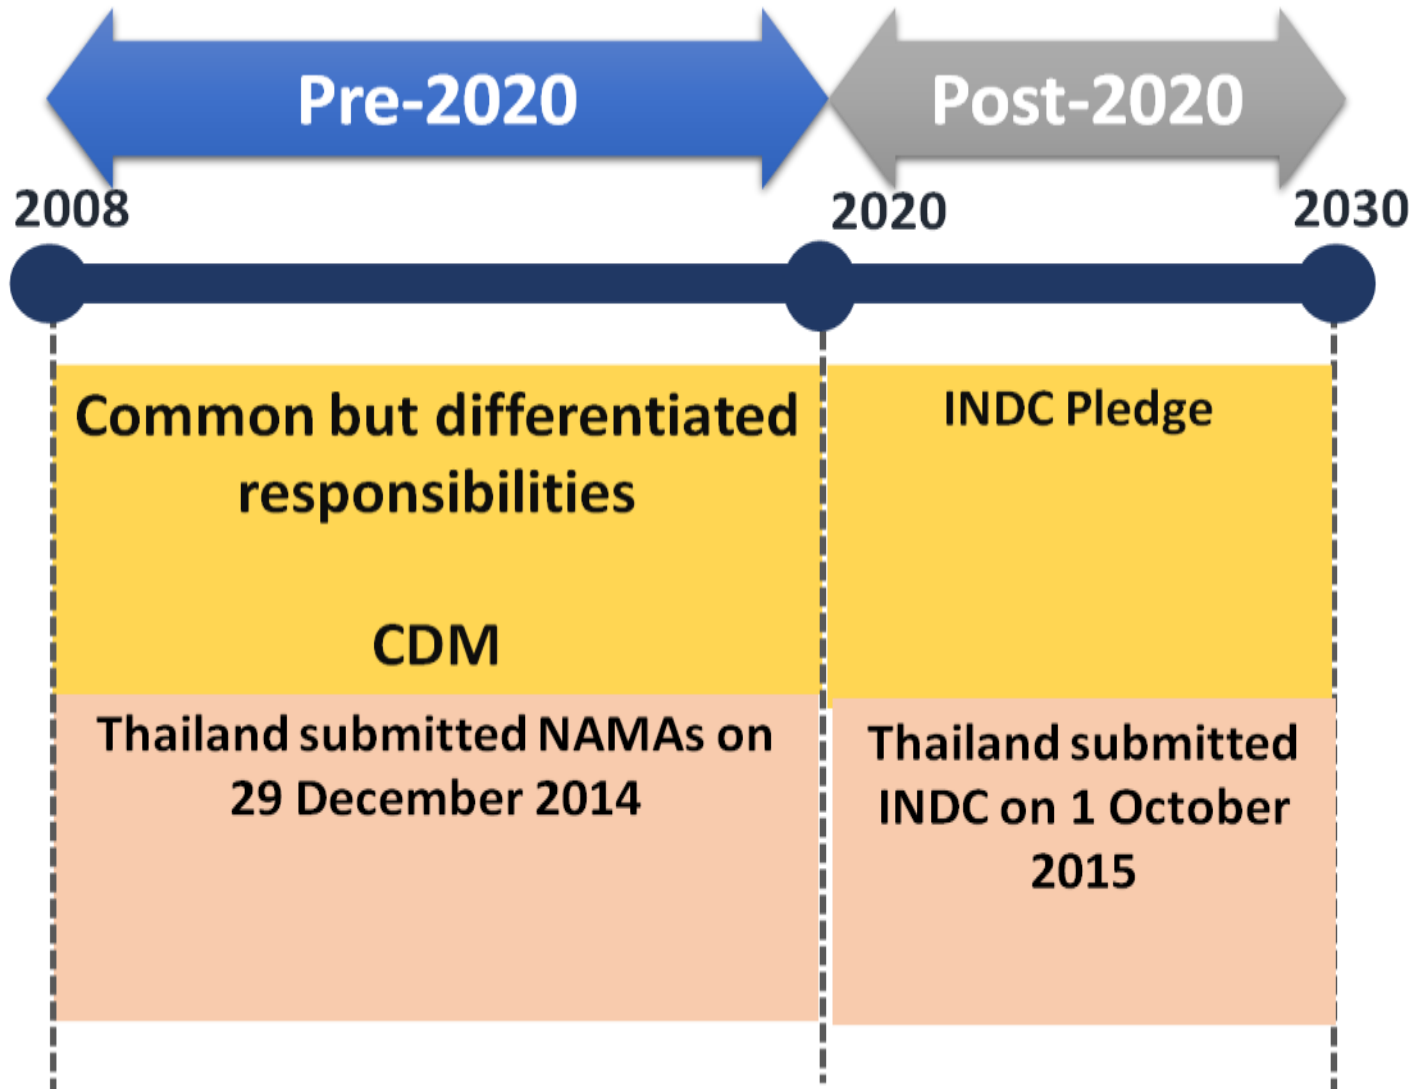 Pre-2020
Post-2020
2008
2020
2030
Common but differentiated
responsibilities
CDM
INDC Pledge
Thailand submitted NAMAs on
29 December 2014
Thailand submitted
INDC on 1 October
2015